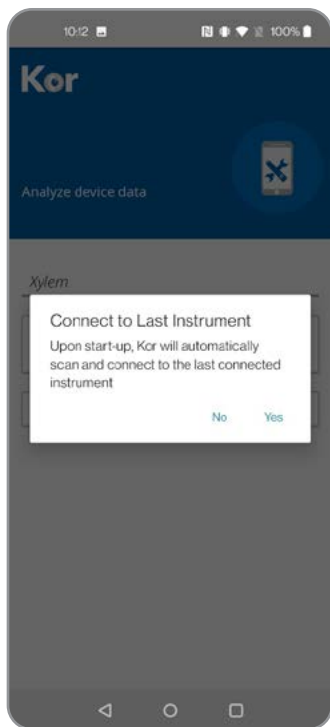 10:12 100%
Kor
Analyze device data
Xylem
Connect to Last Instrument
Upon start-up, Kor will automatically
scan and connect to the last connected
instrument
No Yes